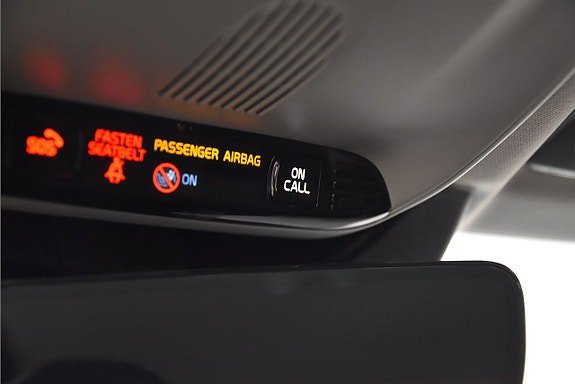 SOS
FASTEN
SEATBELT
PASSENGER AIRBAG
ON
ON
CALL